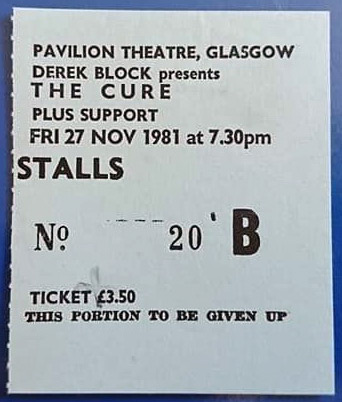 PAVILION THEATRE, GLASGOW
DEREK BLOCK presents
THE CURE
PLUS SUPPORT
FRI 27 NOV 1981 at 7.30pm
STALLS
Nº 20 B
TICKET £3.50
THIS PORTION TO BE GIVEN UP